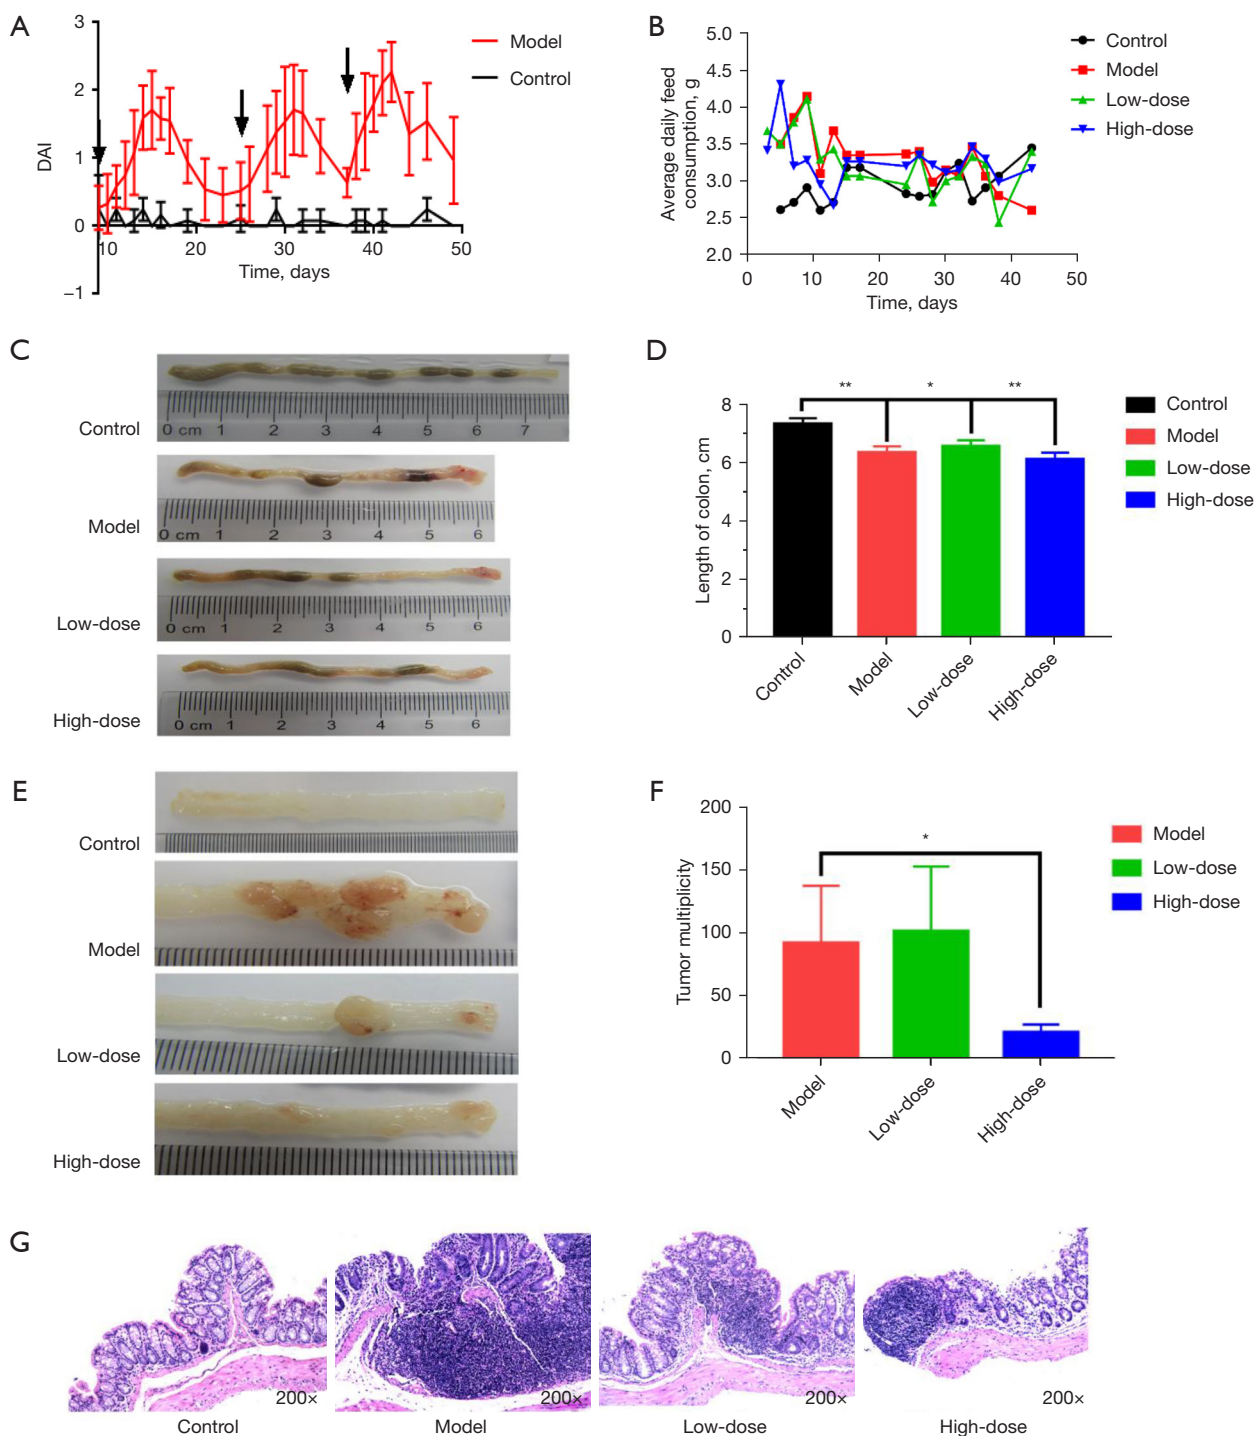 A
3
2
1
0
−1
DAI
10
20
30
40
50
Time, days
Model
Control
B
5.0
4.5
4.0
3.5
3.0
2.5
2.0
Average daily feed
consumption, g
0
10
20
30
40
50
Time, days
Control
Model
Low-dose
High-dose
C
Control
0 cm 1 2 3 4 5 6 7
Model
0 cm 1 2 3 4 5 6
Low-dose
0 cm 1 2 3 4 5 6
High-dose
0 cm 1 2 3 4 5 6
D
** * **
8
6
4
2
0
Length of colon, cm
Control
Model
Low-dose
High-dose
Control
Model
Low-dose
High-dose
E
Control
Model
Low-dose
High-dose
F
*
200
150
100
50
0
Tumor multiplicity
Model
Low-dose
High-dose
Model
Low-dose
High-dose
G
200×
200×
200×
200×
Control
Model
Low-dose
High-dose